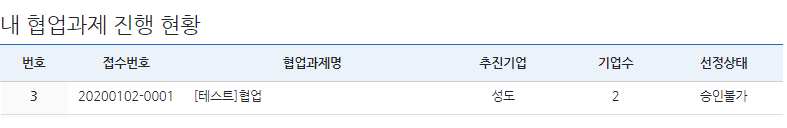 내 협업과제 진행 현황
번호 접수번호 협업과제명 추진기업 기업수 선정상태
3 20200102-0001 [테스트]협업 성도 2 승인불가